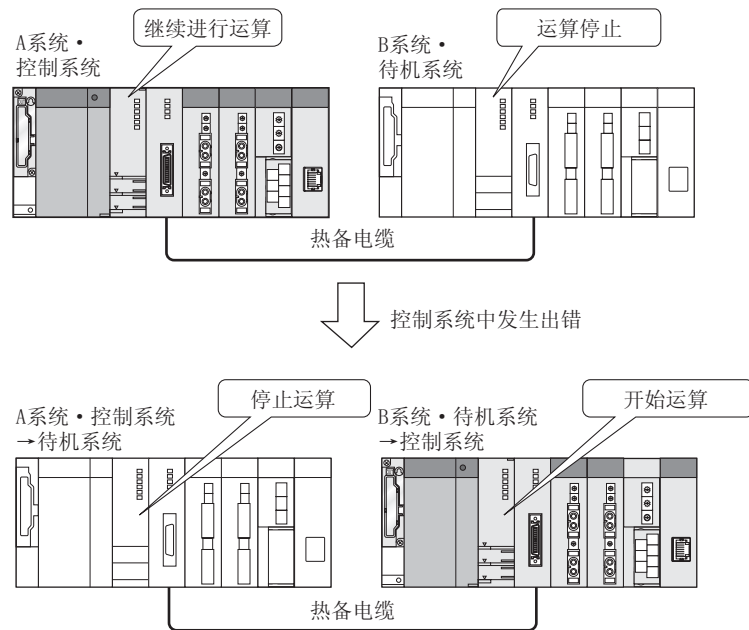 A系统・
控制系统
继续进行运算
B系统・
待机系统
运算停止
热备电缆
控制系统中发生出错
A系统・控制系统
→待机系统
停止运算
B系统・待机系统
→控制系统
开始运算
热备电缆